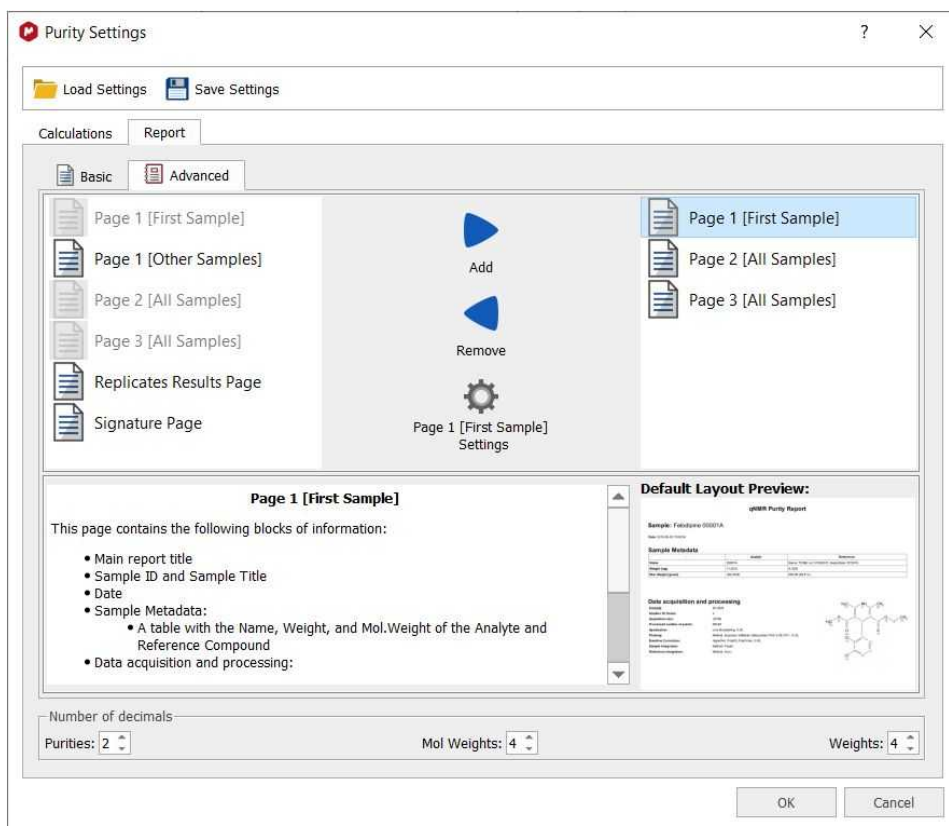 Purity Settings
?
Load Settings
Save Settings
Calculations
Report
Basic
Advanced
Page 1 [First Sample]
Page 1 [Other Samples]
Page 2 [All Samples]
Page 3 [All Samples]
Replicates Results Page
Signature Page
Add
Remove
Page 1 [First Sample]
Settings
Page 1 [First Sample]
Page 2 [All Samples]
Page 3 [All Samples]
Page 1 [First Sample]
This page contains the following blocks of information:
• Main report title
• Sample ID and Sample Title
• Date
• Sample Metadata:
• A table with the Name, Weight, and Mol.Weight of the Analyte and
Reference Compound
• Data acquisition and processing:
Default Layout Preview:
qNMR Purity Report
Sample:
Sample Metadata
Data acquisition and processing
Number of decimals
Purities: 2
Mol Weights: 4
Weights: 4
OK
Cancel